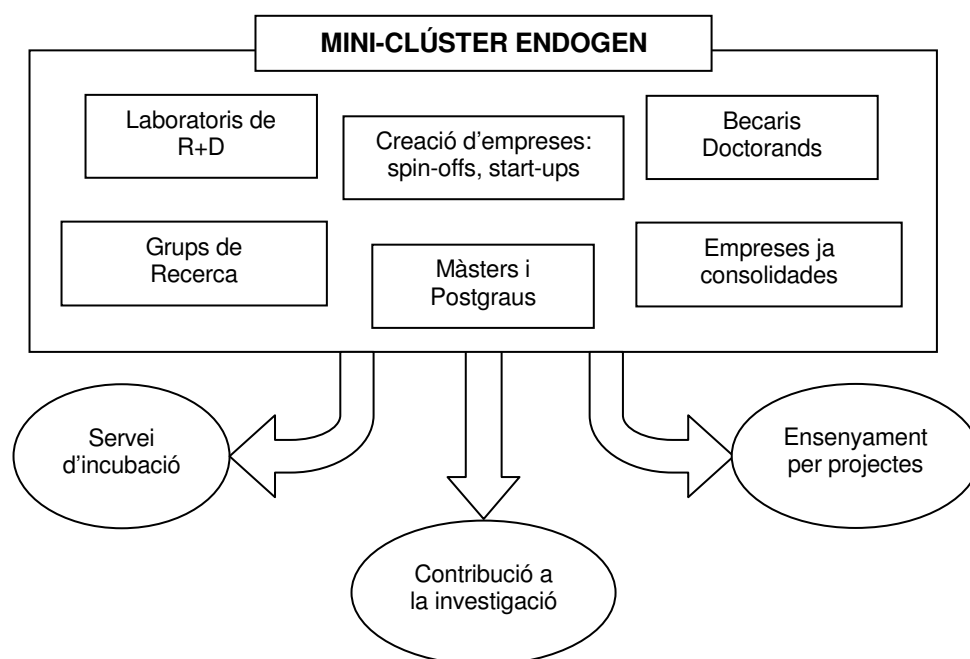 MINI-CLÚSTER ENDOGEN
Laboratoris de
R+D
Creació d'empreses:
spin-offs, start-ups
Becaris
Doctorands
Grups de
Recerca
Màsters i
Postgraus
Empreses ja
consolidades
Servei
d'incubació
Contribució a
la investigació
Ensenyament
per projectes